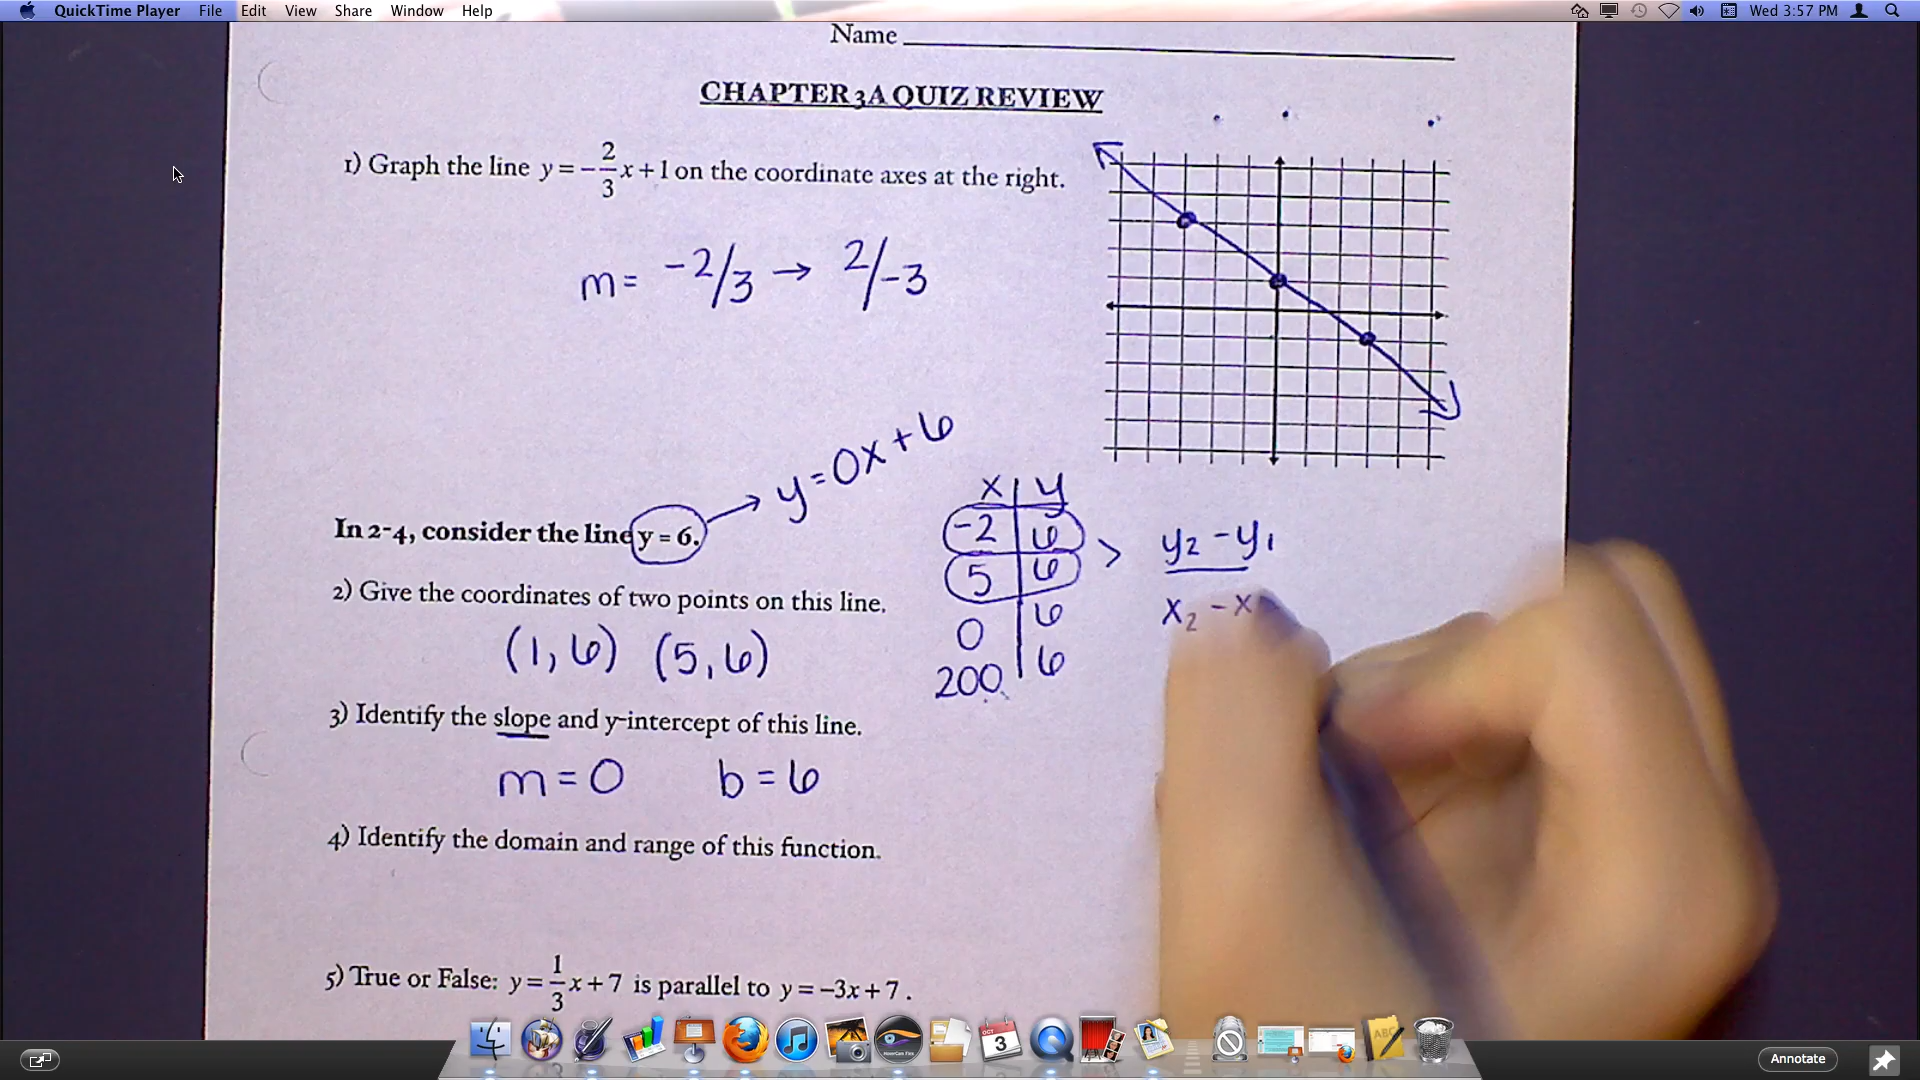 QuickTime Player File Edit View Share Window Help Wed 3:57 PM
Name
CHAPTER 3A QUIZ REVIEW
1) Graph the line y = -2/3 x + 1 on the coordinate axes at the right.
m = -2/3 → 2/-3
y = 0x + 6
In 2-4, consider the line y = 6.
2) Give the coordinates of two points on this line.
(1, 6) (5, 6)
x | y
-2 | 6
5 | 6
0 | 6
200 | 6
> y2 - y1
x2 - x
3) Identify the slope and y-intercept of this line.
m = 0 b = 6
4) Identify the domain and range of this function.
5) True or False: y = 1/3 x + 7 is parallel to y = -3x + 7.
OCT
3
ABC
Annotate